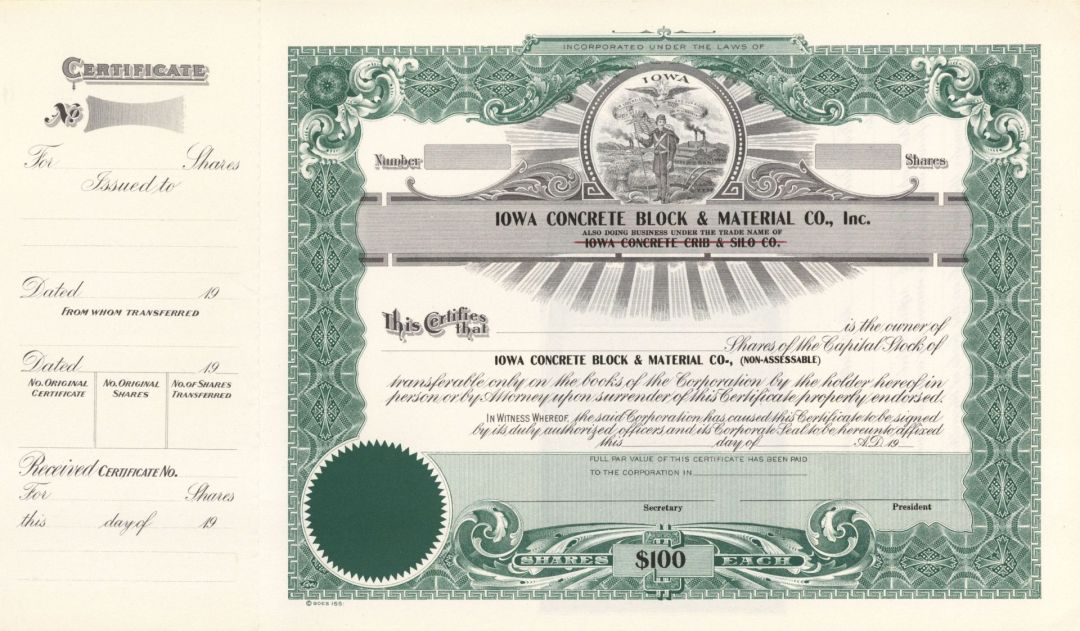 CERTIFICATE
No
For Shares
Issued to
Dated 19
FROM WHOM TRANSFERRED
Dated 19
No. ORIGINAL CERTIFICATE
No. ORIGINAL SHARES
No. OF SHARES TRANSFERRED
Received CERTIFICATE No.
For Shares
this day of 19
INCORPORATED UNDER THE LAWS OF
IOWA
Number
Shares
IOWA CONCRETE BLOCK & MATERIAL CO., Inc.
ALSO DOING BUSINESS UNDER THE TRADE NAME OF
IOWA CONCRETE CRIB & SILO CO.
This Certifies that
is the owner of
Shares of the Capital Stock of
IOWA CONCRETE BLOCK & MATERIAL CO., (NON-ASSESSABLE)
transferable only on the books of the Corporation by the holder hereof in
person or by Attorney upon surrender of this Certificate properly endorsed.
IN WITNESS WHEREOF, the said Corporation has caused this Certificate to be signed
by its duly authorized officers and its Corporate Seal to be hereunto affixed
this day of A.D. 19
FULL PAR VALUE OF THIS CERTIFICATE HAS BEEN PAID
TO THE CORPORATION IN
Secretary
President
SHARES $100 EACH
© GOES 155